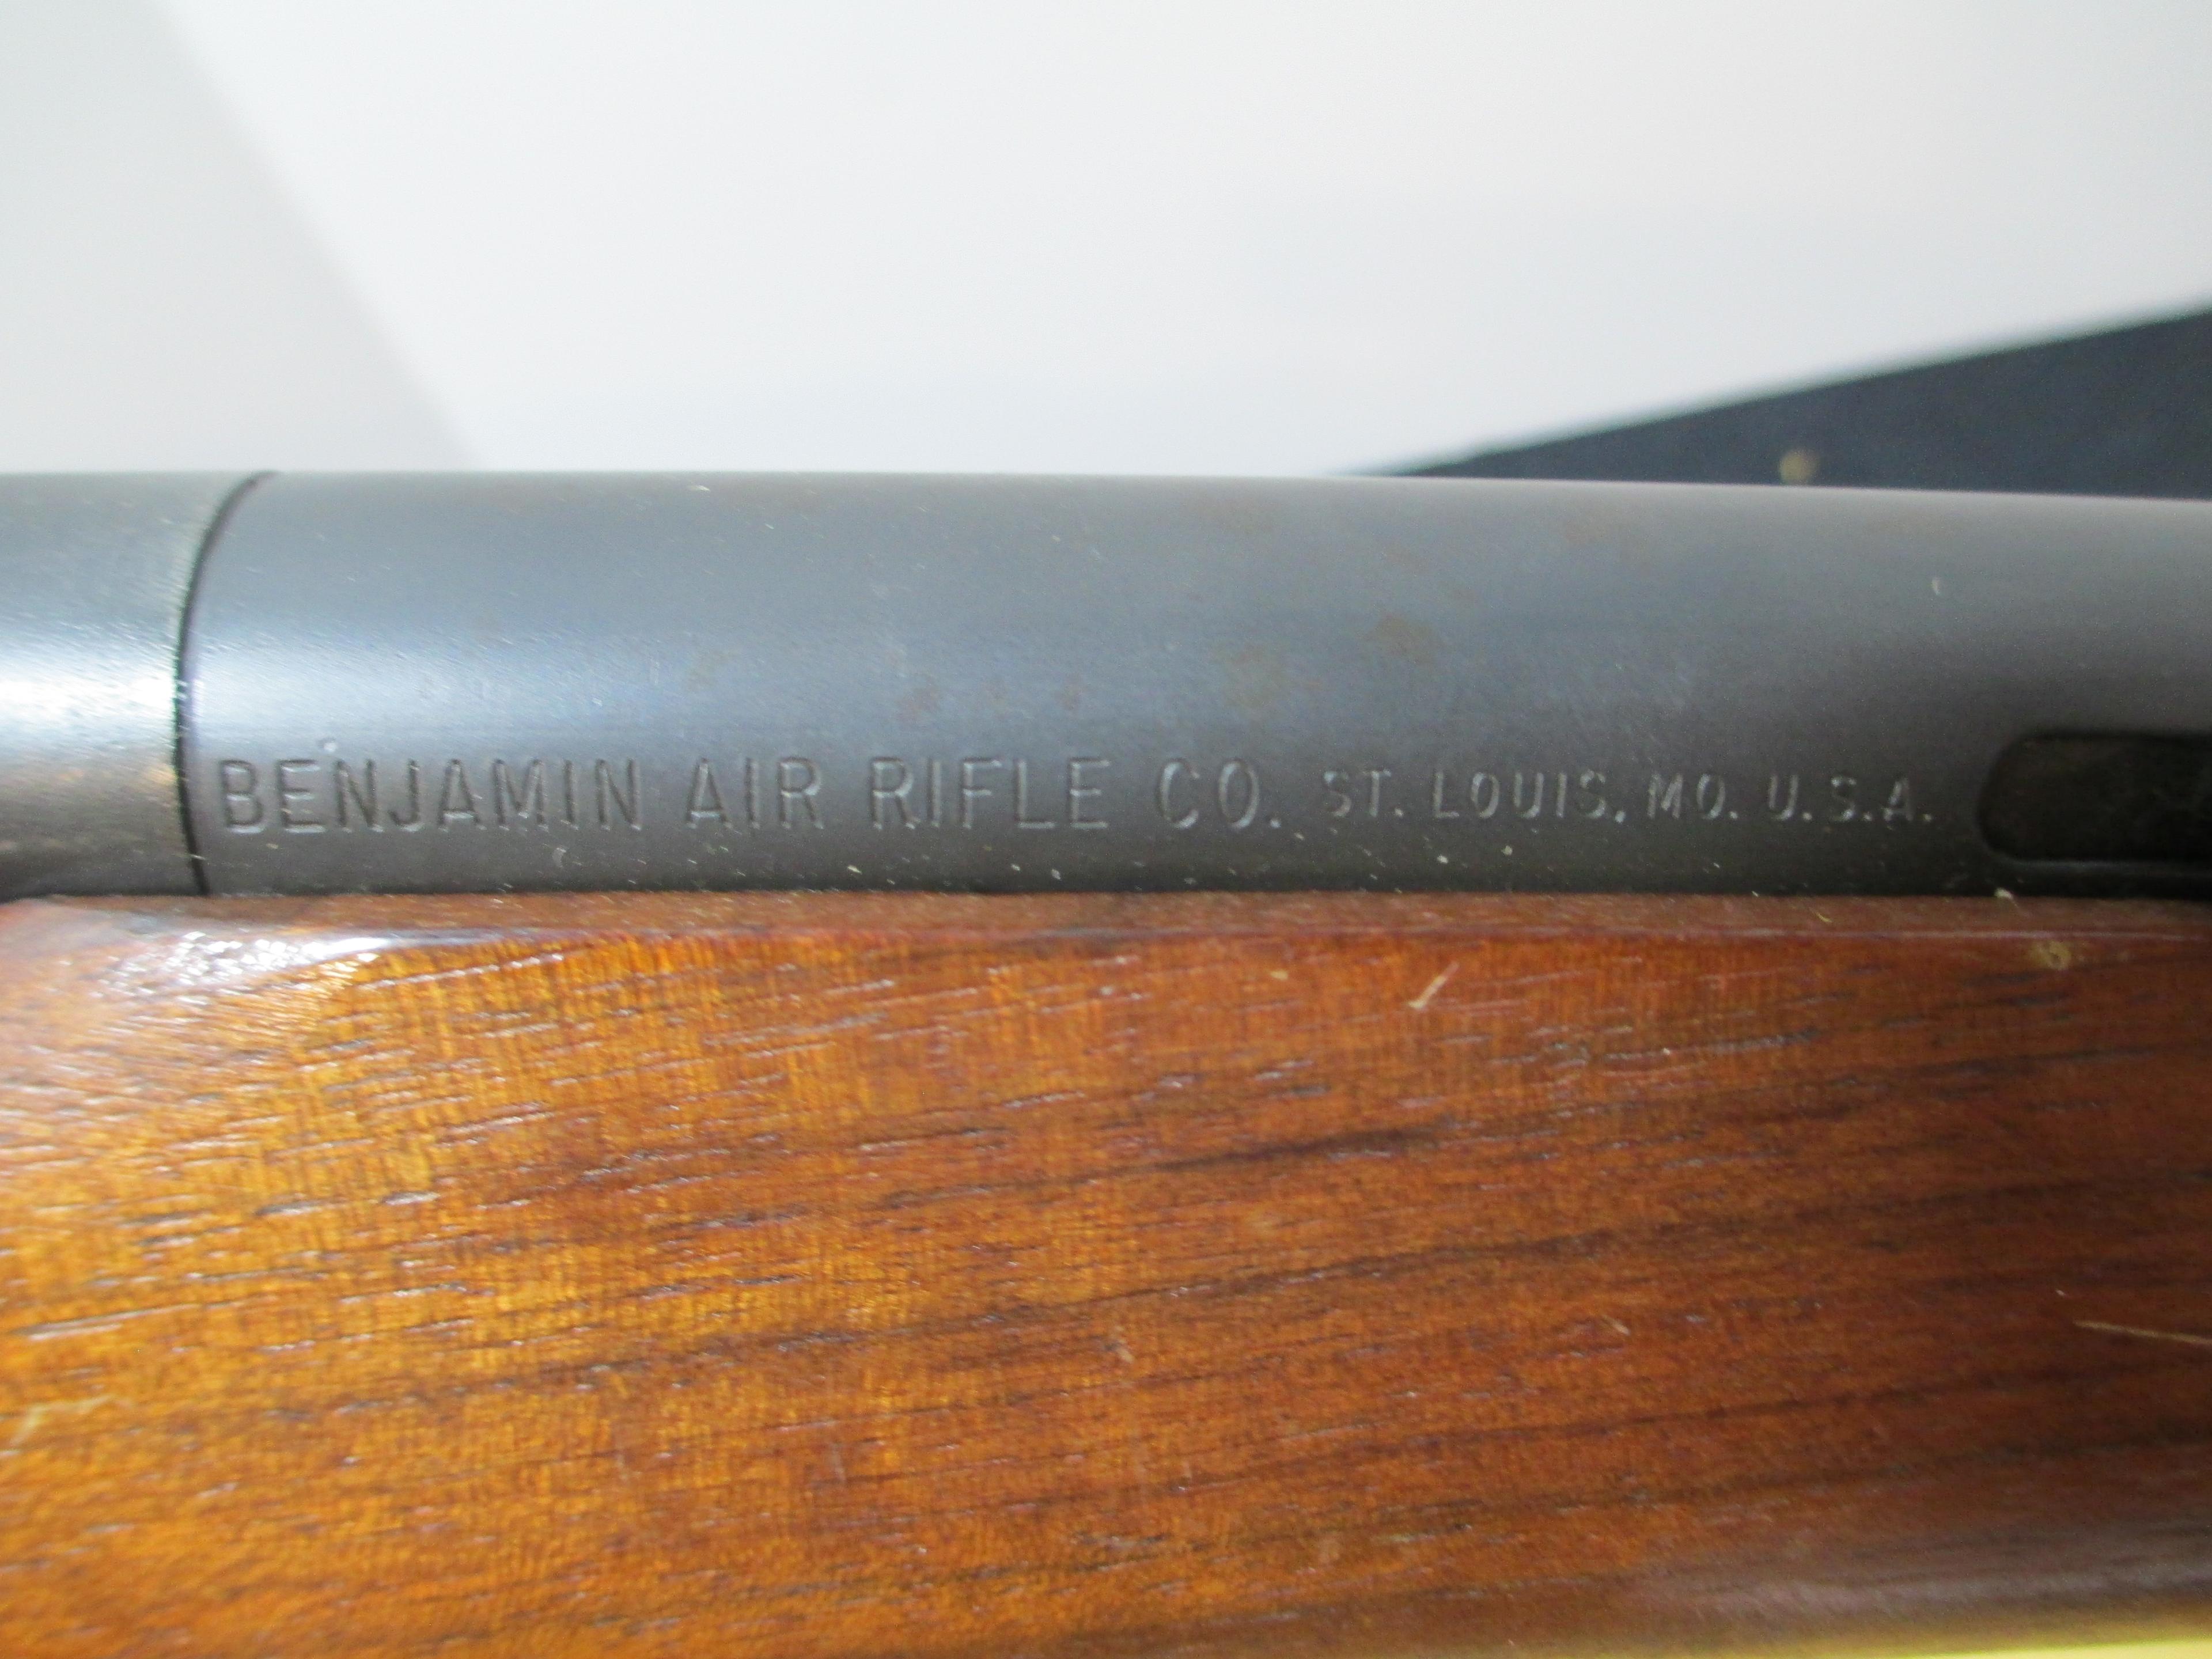 BENJAMIN AIR RIFLE CO. ST. LOUIS, MO. U.S.A.